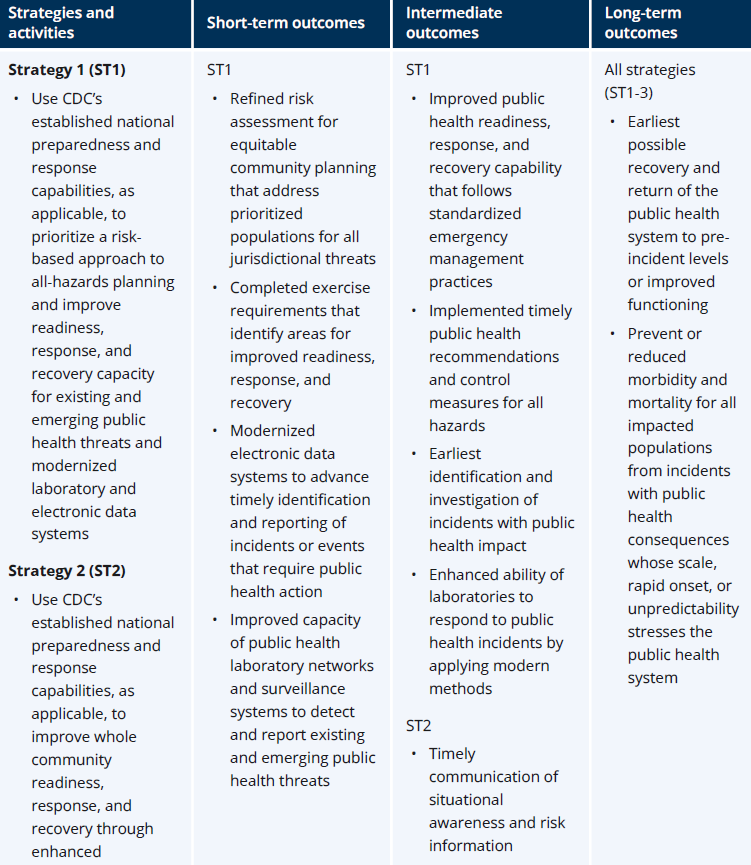 Strategies and
activities
Short-term outcomes
Intermediate
outcomes
Long-term
outcomes
Strategy 1 (ST1)
• Use CDC’s
established national
preparedness and
response
capabilities, as
applicable, to
prioritize a risk-
based approach to
all-hazards planning
and improve
readiness,
response, and
recovery capacity
for existing and
emerging public
health threats and
modernized
laboratory and
electronic data
systems
Strategy 2 (ST2)
• Use CDC’s
established national
preparedness and
response
capabilities, as
applicable, to
improve whole
community
readiness,
response, and
recovery through
enhanced
ST1
• Refined risk
assessment for
equitable
community planning
that address
prioritized
populations for all
jurisdictional threats
• Completed exercise
requirements that
identify areas for
improved readiness,
response, and
recovery
• Modernized
electronic data
systems to advance
timely identification
and reporting of
incidents or events
that require public
health action
• Improved capacity
of public health
laboratory networks
and surveillance
systems to detect
and report existing
and emerging public
health threats
ST1
• Improved public
health readiness,
response, and
recovery capability
that follows
standardized
emergency
management
practices
• Implemented timely
public health
recommendations
and control
measures for all
hazards
• Earliest
identification and
investigation of
incidents with public
health impact
• Enhanced ability of
laboratories to
respond to public
health incidents by
applying modern
methods
ST2
• Timely
communication of
situational
awareness and risk
information
All strategies
(ST1-3)
• Earliest
possible
recovery and
return of the
public health
system to pre-
incident levels
or improved
functioning
• Prevent or
reduced
morbidity and
mortality for all
impacted
populations
from incidents
with public
health
consequences
whose scale,
rapid onset, or
unpredictability
stresses the
public health
system